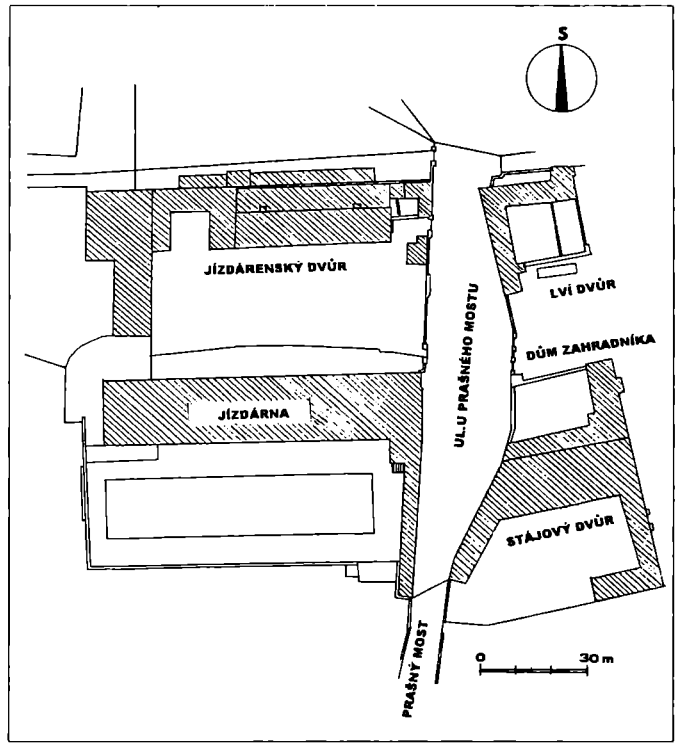 S
JÍZDÁRENSKÝ DVŮR
LVÍ DVŮR
DŮM ZAHRADNÍKA
UL.U PRAŠNÉHO MOSTU
JÍZDÁRNA
STÁJOVÝ DVŮR
PRAŠNÝ MOST
0 30 m